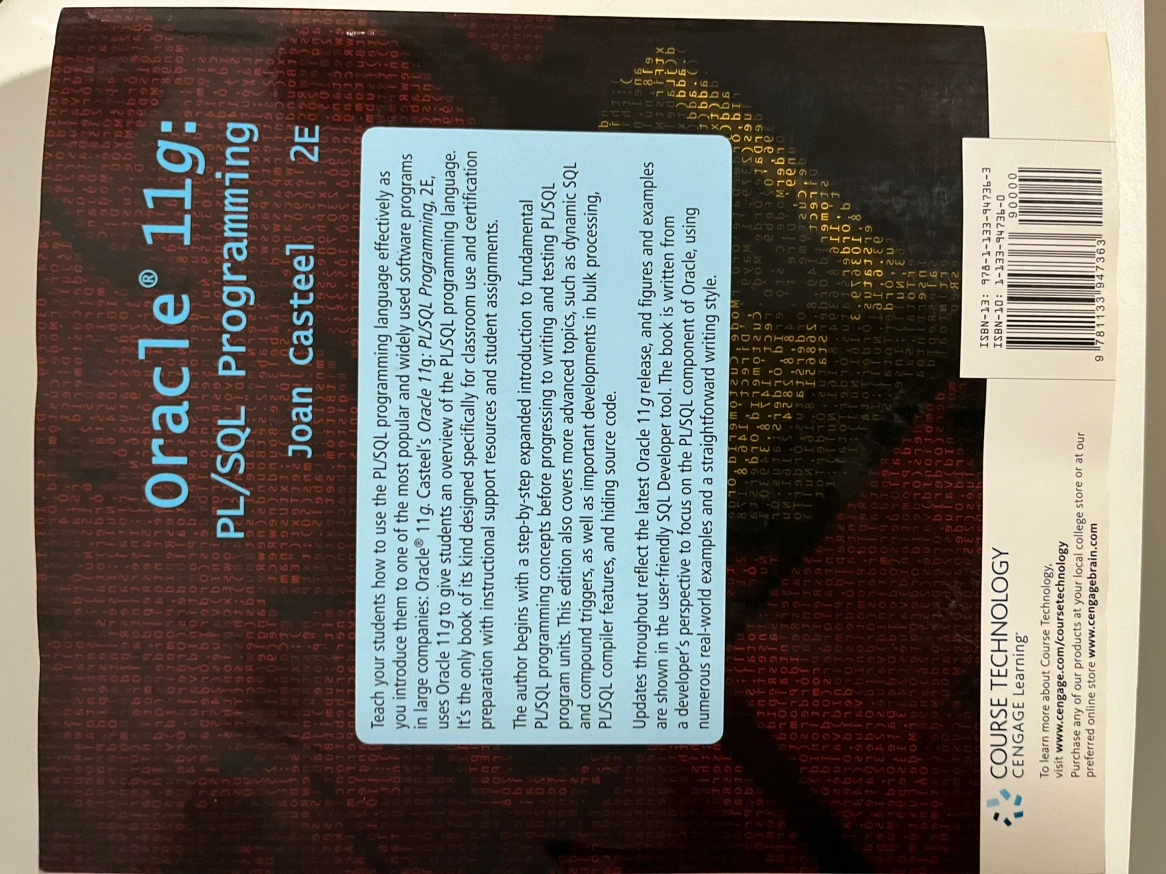 Oracle® 11g:
PL/SQL Programming
Joan Casteel 2E
Teach your students how to use the PL/SQL programming language effectively as
you introduce them to one of the most popular and widely used software programs
in large companies: Oracle® 11g. Casteel's Oracle 11g: PL/SQL Programming, 2E,
uses Oracle 11g to give students an overview of the PL/SQL programming language.
It's the only book of its kind designed specifically for classroom use and certification
preparation with instructional support resources and student assignments.
The author begins with a step-by-step expanded introduction to fundamental
PL/SQL programming concepts before progressing to writing and testing PL/SQL
program units. This edition also covers more advanced topics, such as dynamic SQL
and compound triggers, as well as important developments in bulk processing,
PL/SQL compiler features, and hiding source code.
Updates throughout reflect the latest Oracle 11g release, and figures and examples
are shown in the user-friendly SQL Developer tool. The book is written from
a developer's perspective to focus on the PL/SQL component of Oracle, using
numerous real-world examples and a straightforward writing style.
COURSE TECHNOLOGY
CENGAGE Learning™
To learn more about Course Technology,
visit www.cengage.com/coursetechnology
Purchase any of our products at your local college store or at our
preferred online store www.cengagebrain.com
ISBN-13: 978-1-133-94736-3
ISBN-10: 1-133-94736-0
90000
9 781133 947363